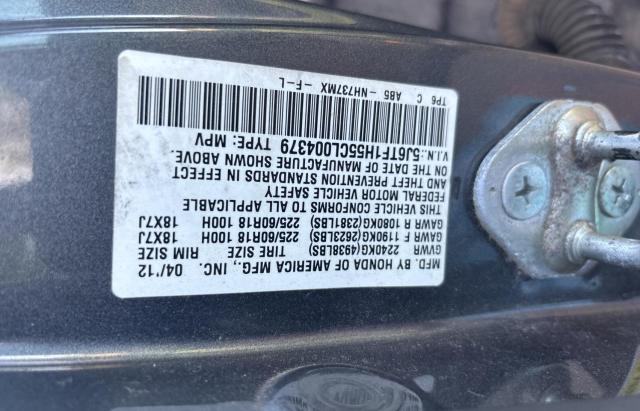 MFD. BY HONDA OF AMERICA MFG., INC. 04/'12
GVWR 2240KG(4938LBS) TIRE SIZE RIM SIZE
GAWR F 1190KG(2623LBS) 225/60R18 100H 18X7J
GAWR R 1080KG(2381LBS) 225/60R18 100H 18X7J
THIS VEHICLE CONFORMS TO ALL APPLICABLE
FEDERAL MOTOR VEHICLE SAFETY
AND THEFT PREVENTION STANDARDS IN EFFECT
ON THE DATE OF MANUFACTURE SHOWN ABOVE.
V.I.N: 5J6TF1H55CL004379 TYPE: MPV
TP6 C AB5 -NH737MX -F-L